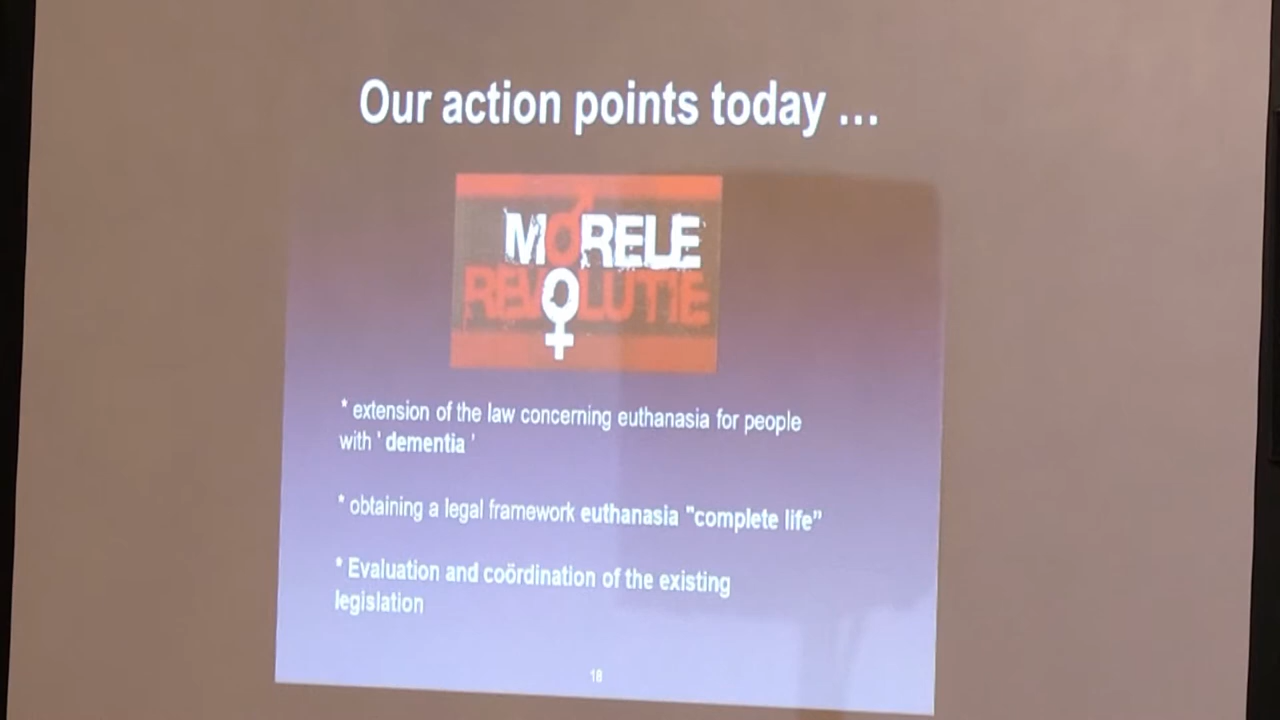 Our action points today ...
MORELE
REVOLUTIE
* extension of the law concerning euthanasia for people
with ' dementia '
* obtaining a legal framework euthanasia "complete life”
* Evaluation and coördination of the existing
legislation
18